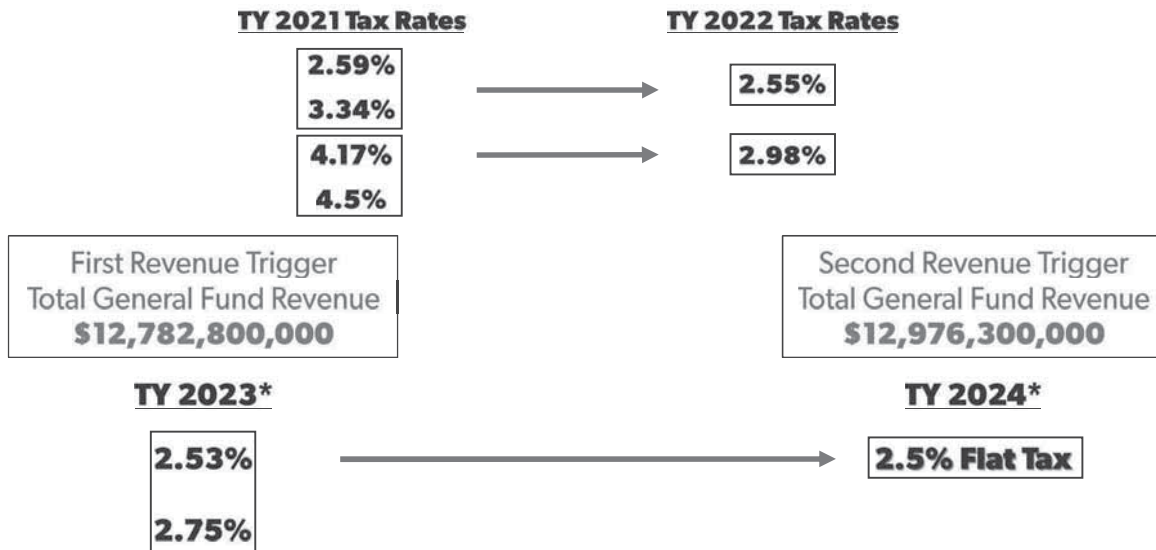 TY 2021 Tax Rates
TY 2022 Tax Rates
2.59%
3.34%
2.55%
4.17%
4.5%
2.98%
First Revenue Trigger
Total General Fund Revenue
$12,782,800,000
Second Revenue Trigger
Total General Fund Revenue
$12,976,300,000
TY 2023*
TY 2024*
2.53%
2.75%
2.5% Flat Tax